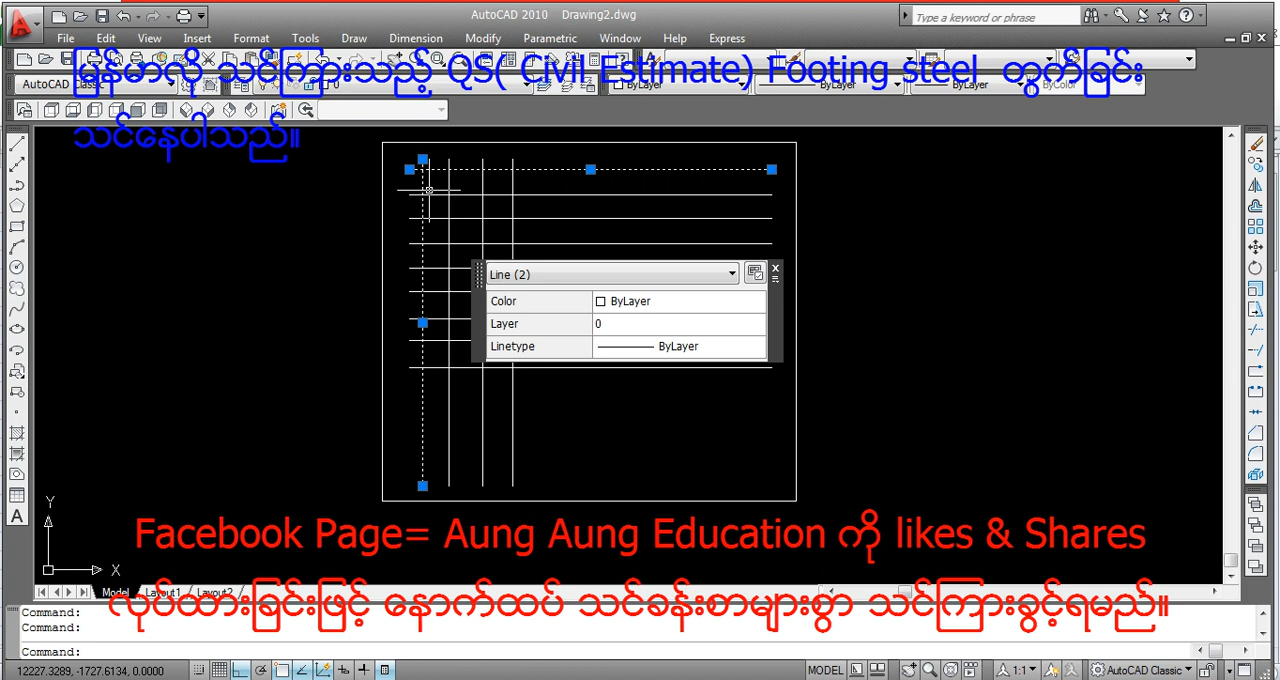 AutoCAD 2010 Drawing2.dwg
Type a keyword or phrase
File Edit View Insert Format Tools Draw Dimension Modify Parametric Window Help Express
မြန်မာလို သင်ကြားသည့် QS( Civil Estimate) Footing steel တွက်ခြင်း
AutoCAD Classic 0 ByLayer ByLayer ByLayer ByColor
သင်နေပါသည်။
Line (2)
Color ByLayer
Layer 0
Linetype ByLayer
Y
X
Facebook Page= Aung Aung Education ကို likes & Shares
Model Layout1 Layout2
လုပ်ထားခြင်းဖြင့် နောက်ထပ် သင်ခန်းစာများစွာ သင်ကြားခွင့်ရမည်။
Command:
Command:
Command:
12227.3289, -1727.6134, 0.0000 MODEL 1:1 AutoCAD Classic